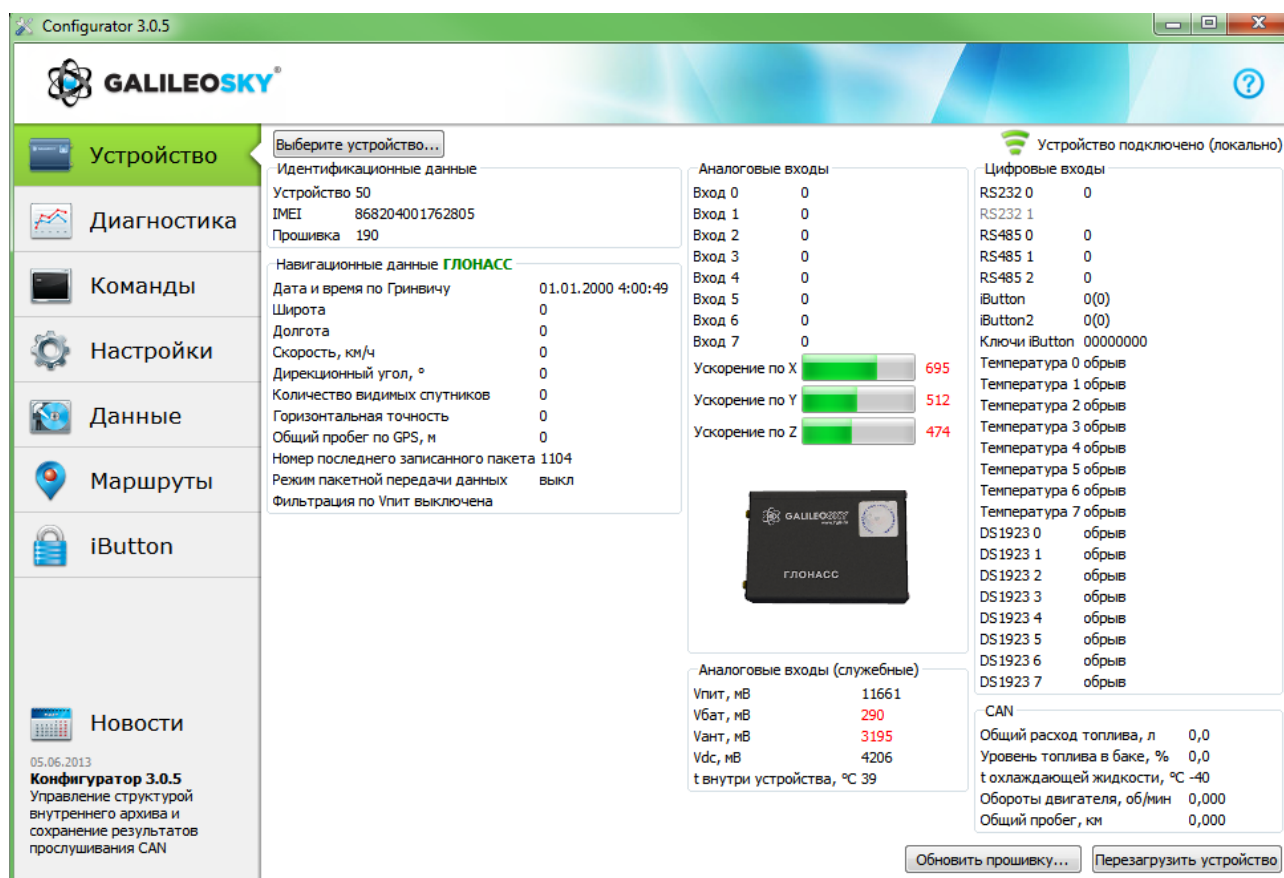 Configurator 3.0.5
GALILEOSKY®
?
Устройство
Диагностика
Команды
Настройки
Данные
Маршруты
iButton
Новости
05.06.2013
Конфигуратор 3.0.5
Управление структурой
внутреннего архива и
сохранение результатов
прослушивания CAN
Выберите устройство...
Устройство подключено (локально)
Идентификационные данные
Устройство 50
IMEI 868204001762805
Прошивка 190
Навигационные данные ГЛОНАСС
Дата и время по Гринвичу 01.01.2000 4:00:49
Широта 0
Долгота 0
Скорость, км/ч 0
Дирекционный угол, ° 0
Количество видимых спутников 0
Горизонтальная точность 0
Общий пробег по GPS, м 0
Номер последнего записанного пакета 1104
Режим пакетной передачи данных выкл
Фильтрация по Vпит выключена
Аналоговые входы
Вход 0 0
Вход 1 0
Вход 2 0
Вход 3 0
Вход 4 0
Вход 5 0
Вход 6 0
Вход 7 0
Ускорение по X 695
Ускорение по Y 512
Ускорение по Z 474
GALILEOSKY
ГЛОНАСС
Аналоговые входы (служебные)
Vпит, мВ 11661
Vбат, мВ 290
Vант, мВ 3195
Vdc, мВ 4206
t внутри устройства, °C 39
Цифровые входы
RS232 0 0
RS232 1
RS485 0 0
RS485 1 0
RS485 2 0
iButton 0(0)
iButton2 0(0)
Ключи iButton 00000000
Температура 0 обрыв
Температура 1 обрыв
Температура 2 обрыв
Температура 3 обрыв
Температура 4 обрыв
Температура 5 обрыв
Температура 6 обрыв
Температура 7 обрыв
DS1923 0 обрыв
DS1923 1 обрыв
DS1923 2 обрыв
DS1923 3 обрыв
DS1923 4 обрыв
DS1923 5 обрыв
DS1923 6 обрыв
DS1923 7 обрыв
CAN
Общий расход топлива, л 0,0
Уровень топлива в баке, % 0,0
t охлаждающей жидкости, °C -40
Обороты двигателя, об/мин 0,000
Общий пробег, км 0,000
Обновить прошивку...
Перезагрузить устройство